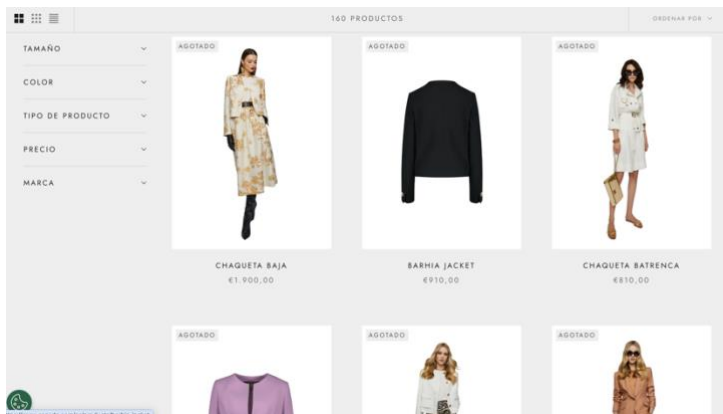 160 PRODUCTOS
ORDENAR POR
TAMAÑO
COLOR
TIPO DE PRODUCTO
PRECIO
MARCA
AGOTADO
AGOTADO
AGOTADO
CHAQUETA BAJA
BARHIA JACKET
CHAQUETA BATRENCA
€1.900,00
€910,00
€810,00
AGOTADO
AGOTADO
AGOTADO